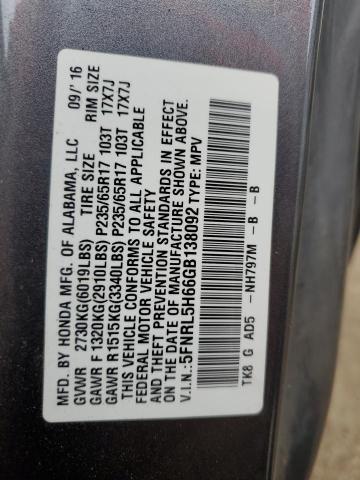 MFD. BY HONDA MFG. OF ALABAMA, LLC 09/' 16
GVWR 2730KG(6019LBS) TIRE SIZE RIM SIZE
GAWR F 1320KG(2910LBS) P235/65R17 103T 17X7J
GAWR R1515KG(3340LBS) P235/65R17 103T 17X7J
THIS VEHICLE CONFORMS TO ALL APPLICABLE
FEDERAL MOTOR VEHICLE SAFETY
AND THEFT PREVENTION STANDARDS IN EFFECT
ON THE DATE OF MANUFACTURE SHOWN ABOVE.
V.I.N.: 5FNRL5H66GB138092 TYPE: MPV
TK8 G AD5 - NH797M - B - B